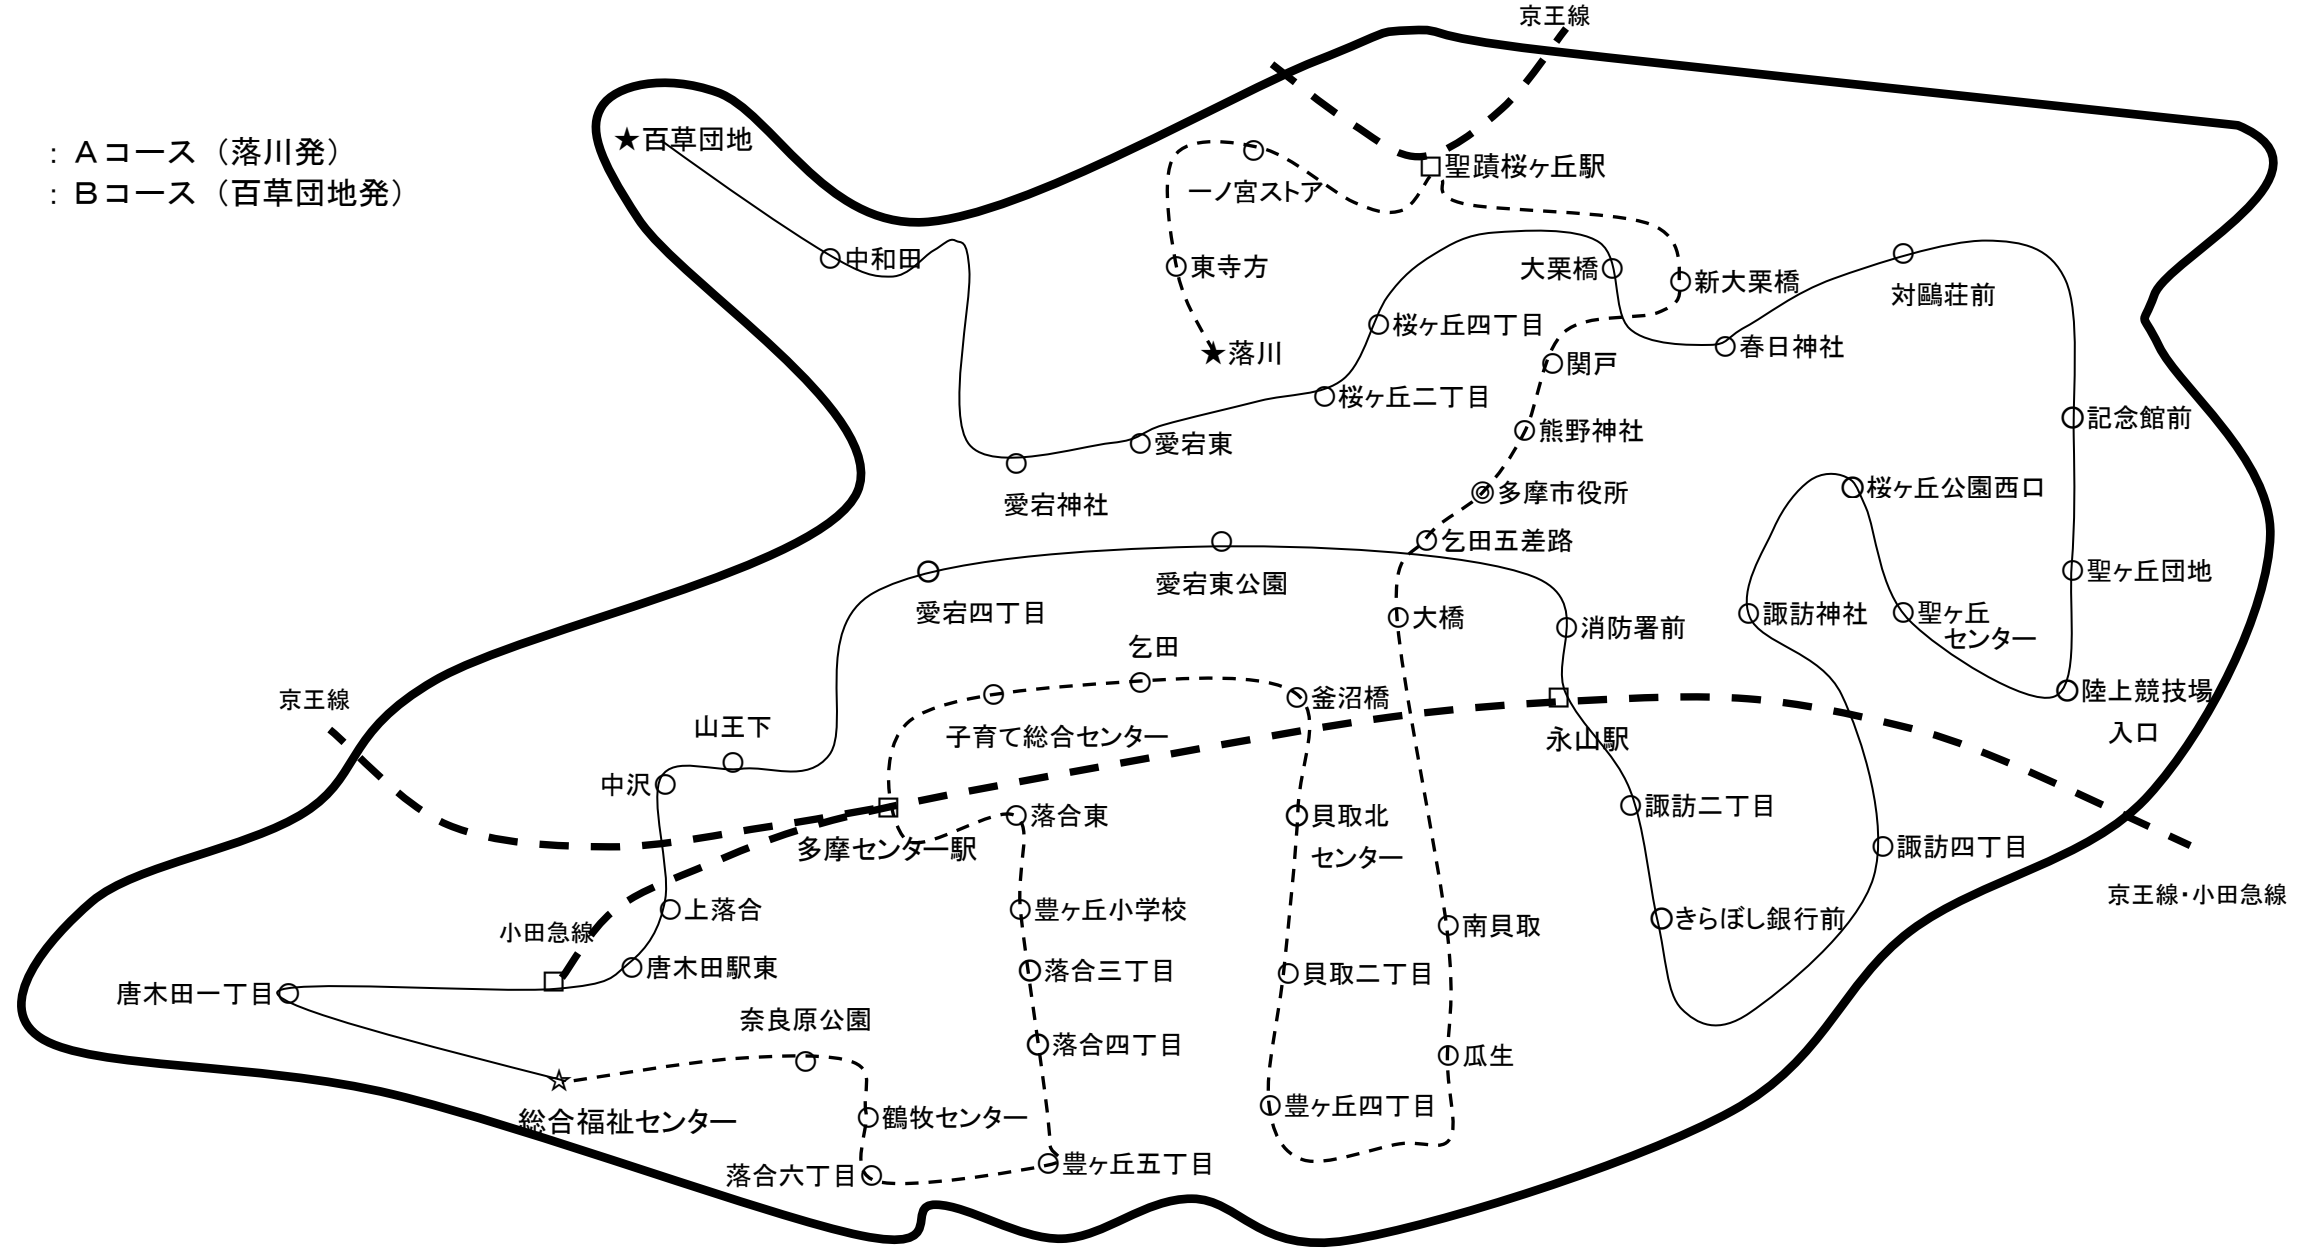 京王線
：Ａコース（落川発）
：Ｂコース（百草団地発）
★百草団地
聖蹟桜ヶ丘駅
一ノ宮ストア
中和田
東寺方
大栗橋
新大栗橋
対鷗荘前
桜ヶ丘四丁目
★落川
関戸
春日神社
桜ヶ丘二丁目
記念館前
愛宕東
熊野神社
愛宕神社
◎多摩市役所
桜ヶ丘公園西口
乞田五差路
愛宕東公園
聖ヶ丘団地
愛宕四丁目
大橋
消防署前
諏訪神社
聖ヶ丘
センター
乞田
京王線
釜沼橋
陸上競技場
入口
山王下
子育て総合センター
永山駅
中沢
落合東
貝取北
センター
諏訪二丁目
多摩センター駅
諏訪四丁目
京王線・小田急線
上落合
豊ヶ丘小学校
小田急線
南貝取
きらぼし銀行前
唐木田駅東
落合三丁目
貝取二丁目
唐木田一丁目
奈良原公園
落合四丁目
瓜生
☆
総合福祉センター
鶴牧センター
豊ヶ丘四丁目
落合六丁目
豊ヶ丘五丁目